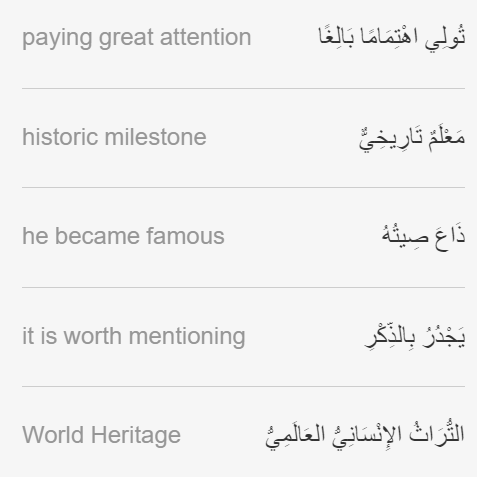 paying great attention تُولِي اهْتِمَامًا بَالِغًا
historic milestone مَعْلَمٌ تَارِيخِيٌّ
he became famous ذَاعَ صِيتُهُ
it is worth mentioning يَجْدُرُ بِالذِّكْرِ
World Heritage التُّرَاثُ الإِنْسَانِيُّ العَالَمِيُّ